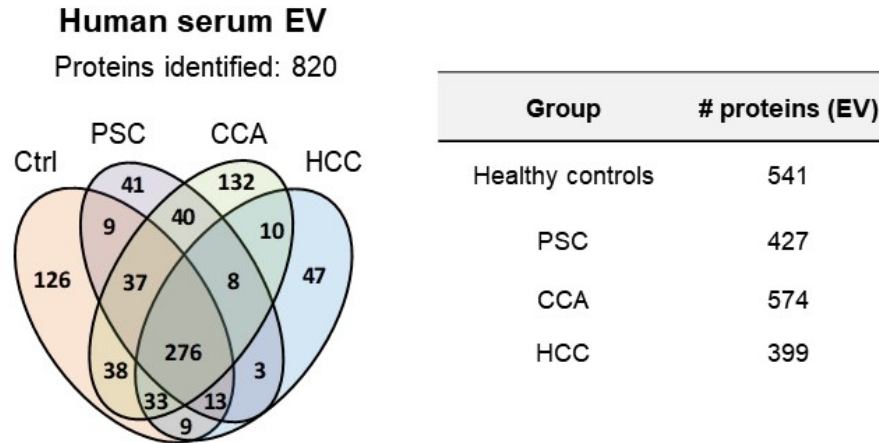 Human serum EV
Proteins identified: 820
PSC CCA
Ctrl HCC
41 132
9 40 10
126 37 8 47
276
38 3
33 13
9
Group # proteins (EV)
Healthy controls 541
PSC 427
CCA 574
HCC 399